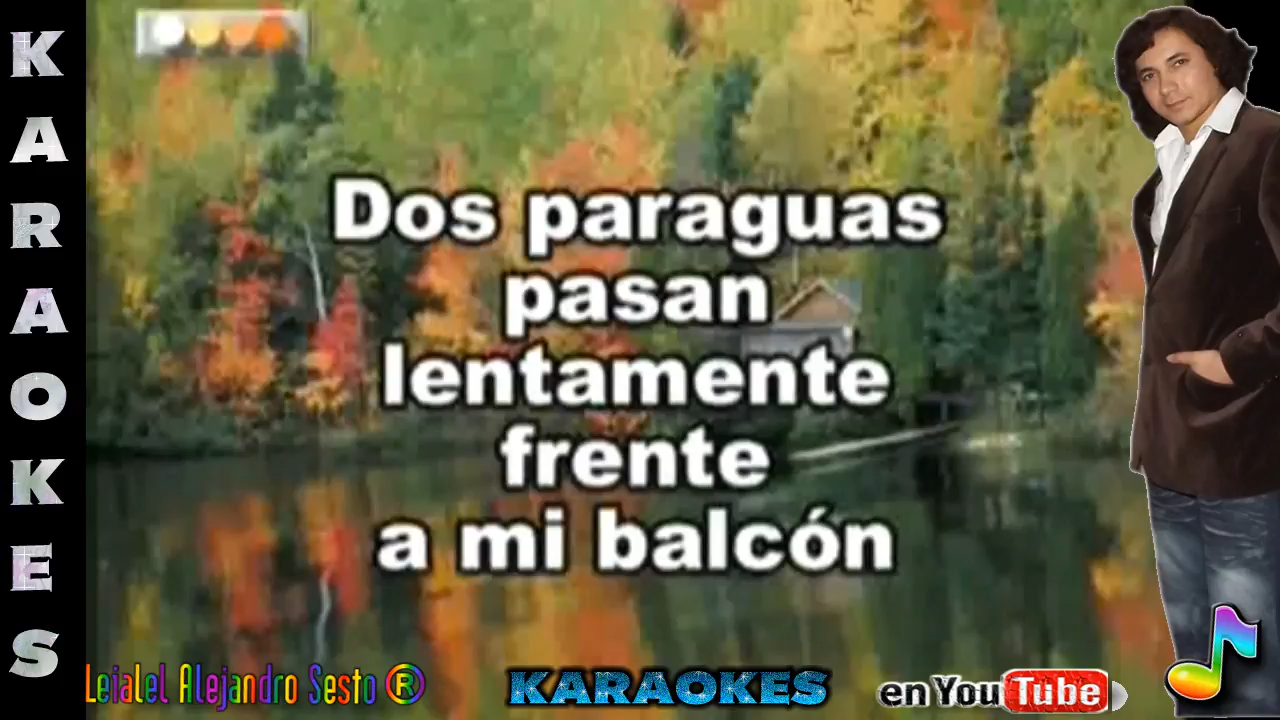 KARAOKES
Dos paraguas
pasan
lentamente
frente
a mi balcón
Leialel Alejandro Sesto ®
KARAOKES
en YouTube